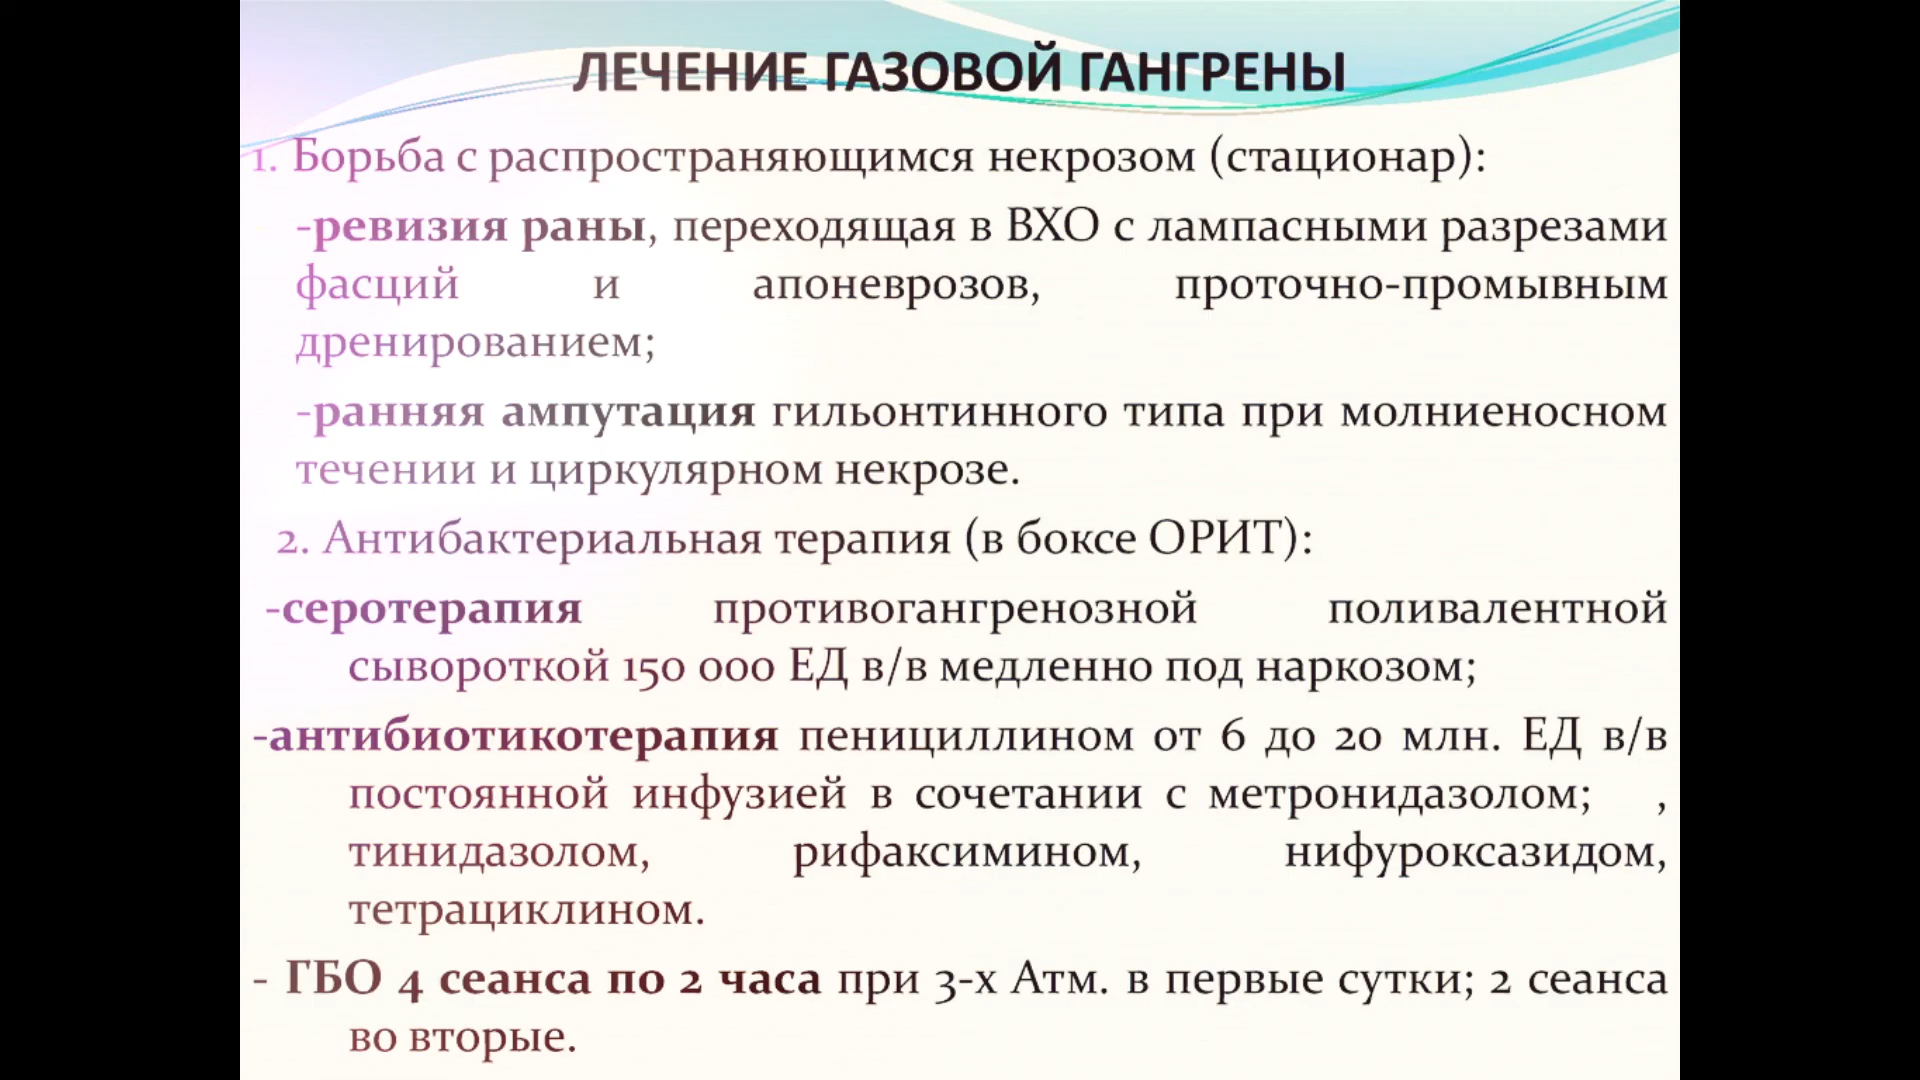 ЛЕЧЕНИЕ ГАЗОВОЙ ГАНГРЕНЫ
1. Борьба с распространяющимся некрозом (стационар):
-ревизия раны, переходящая в ВХО с лампасными разрезами
фасций и апоневрозов, проточно-промывным
дренированием;
-ранняя ампутация гильонтинного типа при молниеносном
течении и циркулярном некрозе.
2. Антибактериальная терапия (в боксе ОРИТ):
-серотерапия противогангренозной поливалентной
сывороткой 150 000 ЕД в/в медленно под наркозом;
-антибиотикотерапия пенициллином от 6 до 20 млн. ЕД в/в
постоянной инфузией в сочетании с метронидазолом; ,
тинидазолом, рифаксимином, нифуроксазидом,
тетрациклином.
- ГБО 4 сеанса по 2 часа при 3-х Атм. в первые сутки; 2 сеанса
во вторые.